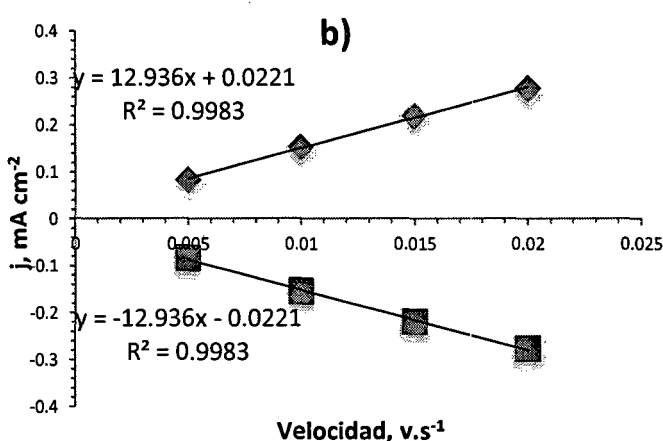 b)
0.4
y = 12.936x + 0.0221
R² = 0.9983
0.3
0.2
0.1
0
-0.1
-0.2
-0.3
-0.4
j, mA cm⁻²
0 0.005 0.01 0.015 0.02 0.025
y = -12.936x - 0.0221
R² = 0.9983
Velocidad, v.s⁻¹